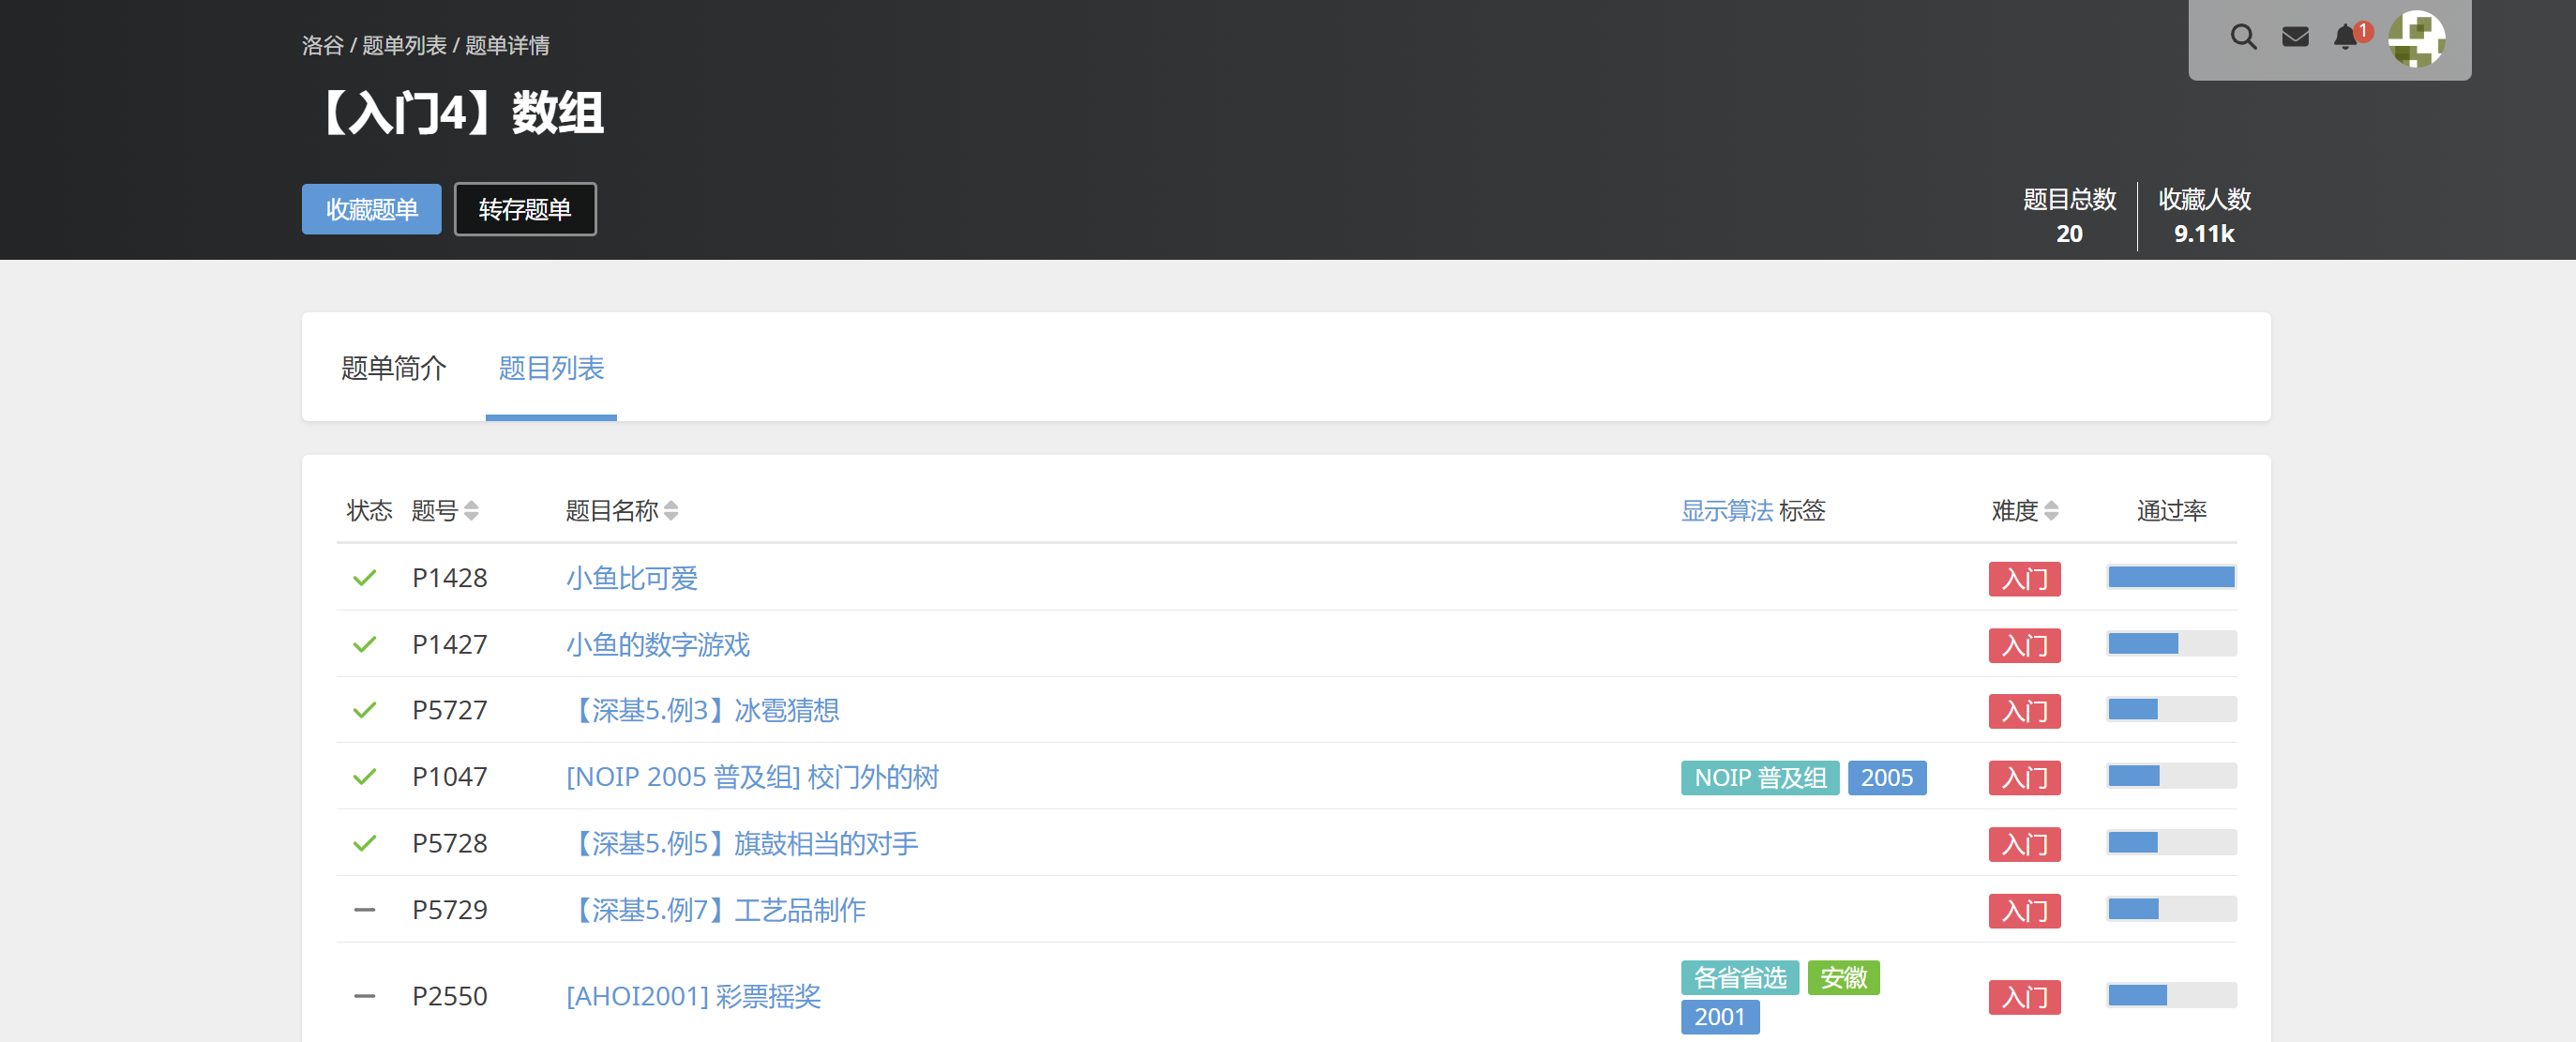 洛谷 / 题单列表 / 题单详情
1
【入门4】数组
收藏题单 转存题单
题目总数 收藏人数
20 9.11k
题单简介 题目列表
状态 题号 题目名称 显示算法 标签 难度 通过率
P1428 小鱼比可爱 入门
P1427 小鱼的数字游戏 入门
P5727 【深基5.例3】冰雹猜想 入门
P1047 [NOIP 2005 普及组] 校门外的树 NOIP 普及组 2005 入门
P5728 【深基5.例5】旗鼓相当的对手 入门
P5729 【深基5.例7】工艺品制作 入门
P2550 [AHOI2001] 彩票摇奖 各省省选 安徽 入门
2001